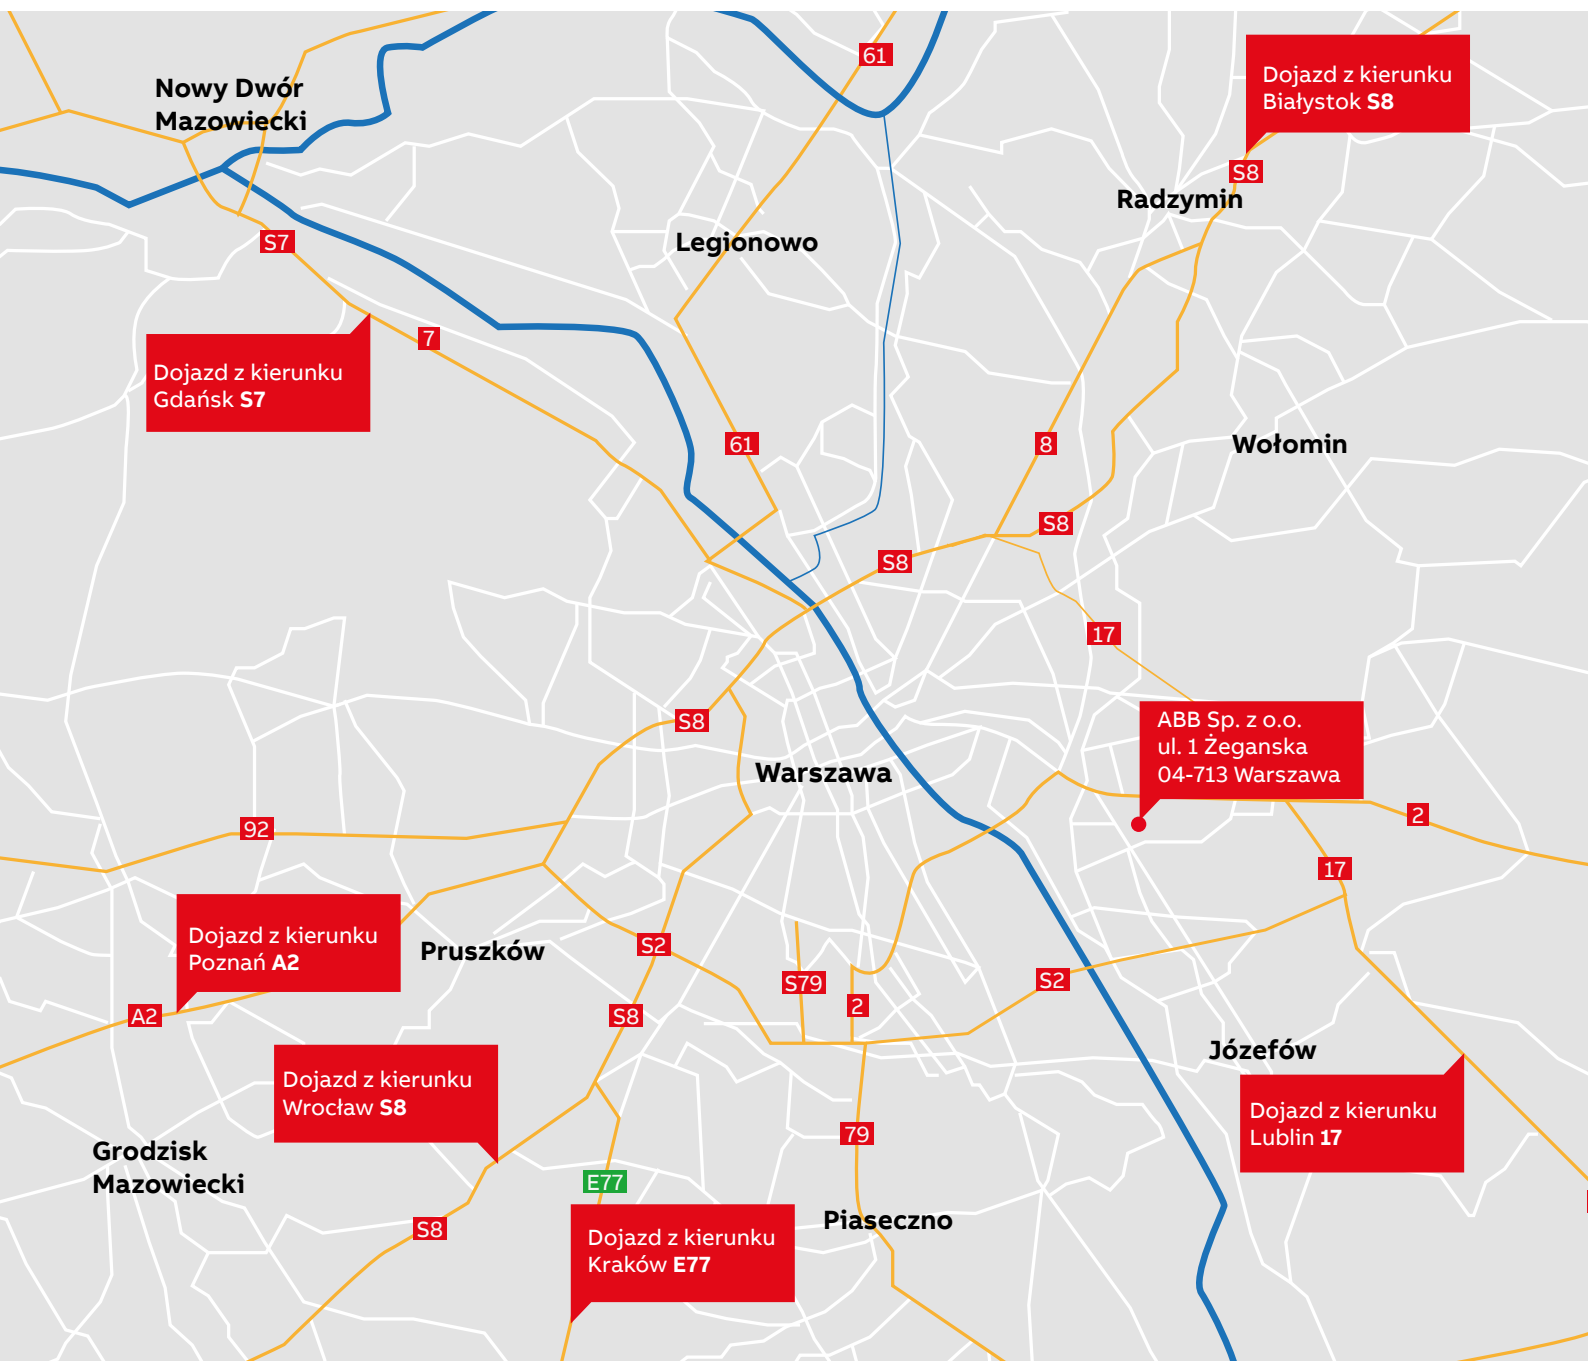 61
Dojazd z kierunku
Białystok S8
Nowy Dwór
Mazowiecki
S8
Radzymin
S7
Legionowo
7
Dojazd z kierunku
Gdańsk S7
61
8
Wołomin
S8
S8
17
S8
ABB Sp. z o.o.
ul. 1 Żeganska
04-713 Warszawa
Warszawa
92
2
17
Dojazd z kierunku
Poznań A2
Pruszków
S2
S79
2
S2
A2
S8
Józefów
Dojazd z kierunku
Wrocław S8
Dojazd z kierunku
Lublin 17
79
Grodzisk
Mazowiecki
E77
S8
Piaseczno
Dojazd z kierunku
Kraków E77